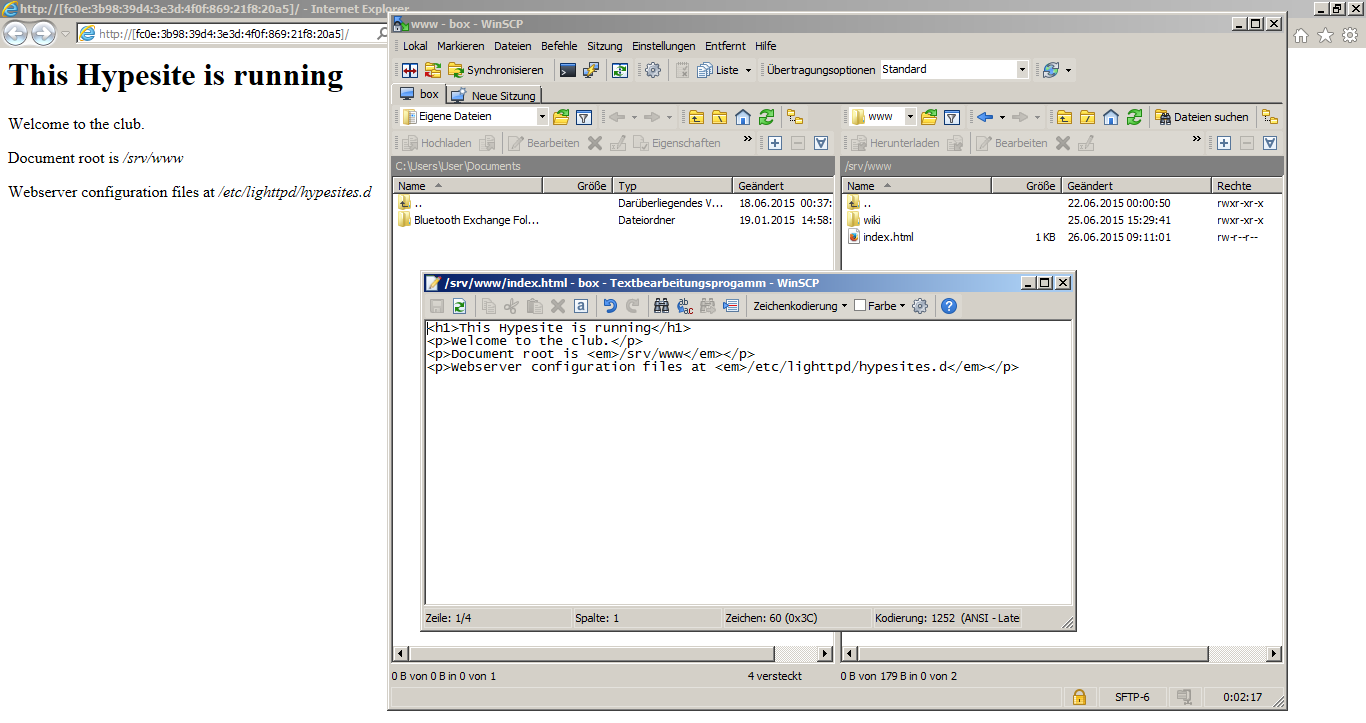 http://[fc0e:3b98:39d4:3e3d:4f0f:869:21f8:20a5]/ - Internet Explorer
http://[fc0e:3b98:39d4:3e3d:4f0f:869:21f8:20a5]/
This Hypesite is running
Welcome to the club.
Document root is /srv/www
Webserver configuration files at /etc/lighttpd/hypesites.d
www - box - WinSCP
Lokal Markieren Dateien Befehle Sitzung Einstellungen Entfernt Hilfe
Synchronisieren Liste Übertragungsoptionen Standard
box Neue Sitzung
Eigene Dateien
Hochladen Bearbeiten Eigenschaften »
C:\Users\User\Documents
Name Größe Typ Geändert
.. Darüberliegendes V... 18.06.2015 00:37:
Bluetooth Exchange Fol... Dateiordner 19.01.2015 14:58:
www Dateien suchen
Herunterladen Bearbeiten »
/srv/www
Name Größe Geändert Rechte
.. 22.06.2015 00:00:50 rwxr-xr-x
wiki 25.06.2015 15:29:41 rwxr-xr-x
index.html 1 KB 26.06.2015 09:11:01 rw-r--r--
/srv/www/index.html - box - Textbearbeitungsprogamm - WinSCP
Zeichenkodierung Farbe
<h1>This Hypesite is running</h1>
<p>Welcome to the club.</p>
<p>Document root is <em>/srv/www</em></p>
<p>Webserver configuration files at <em>/etc/lighttpd/hypesites.d</em></p>
Zeile: 1/4 Spalte: 1 Zeichen: 60 (0x3C) Kodierung: 1252 (ANSI - Late
0 B von 0 B in 0 von 1 4 versteckt 0 B von 179 B in 0 von 2
SFTP-6 0:02:17